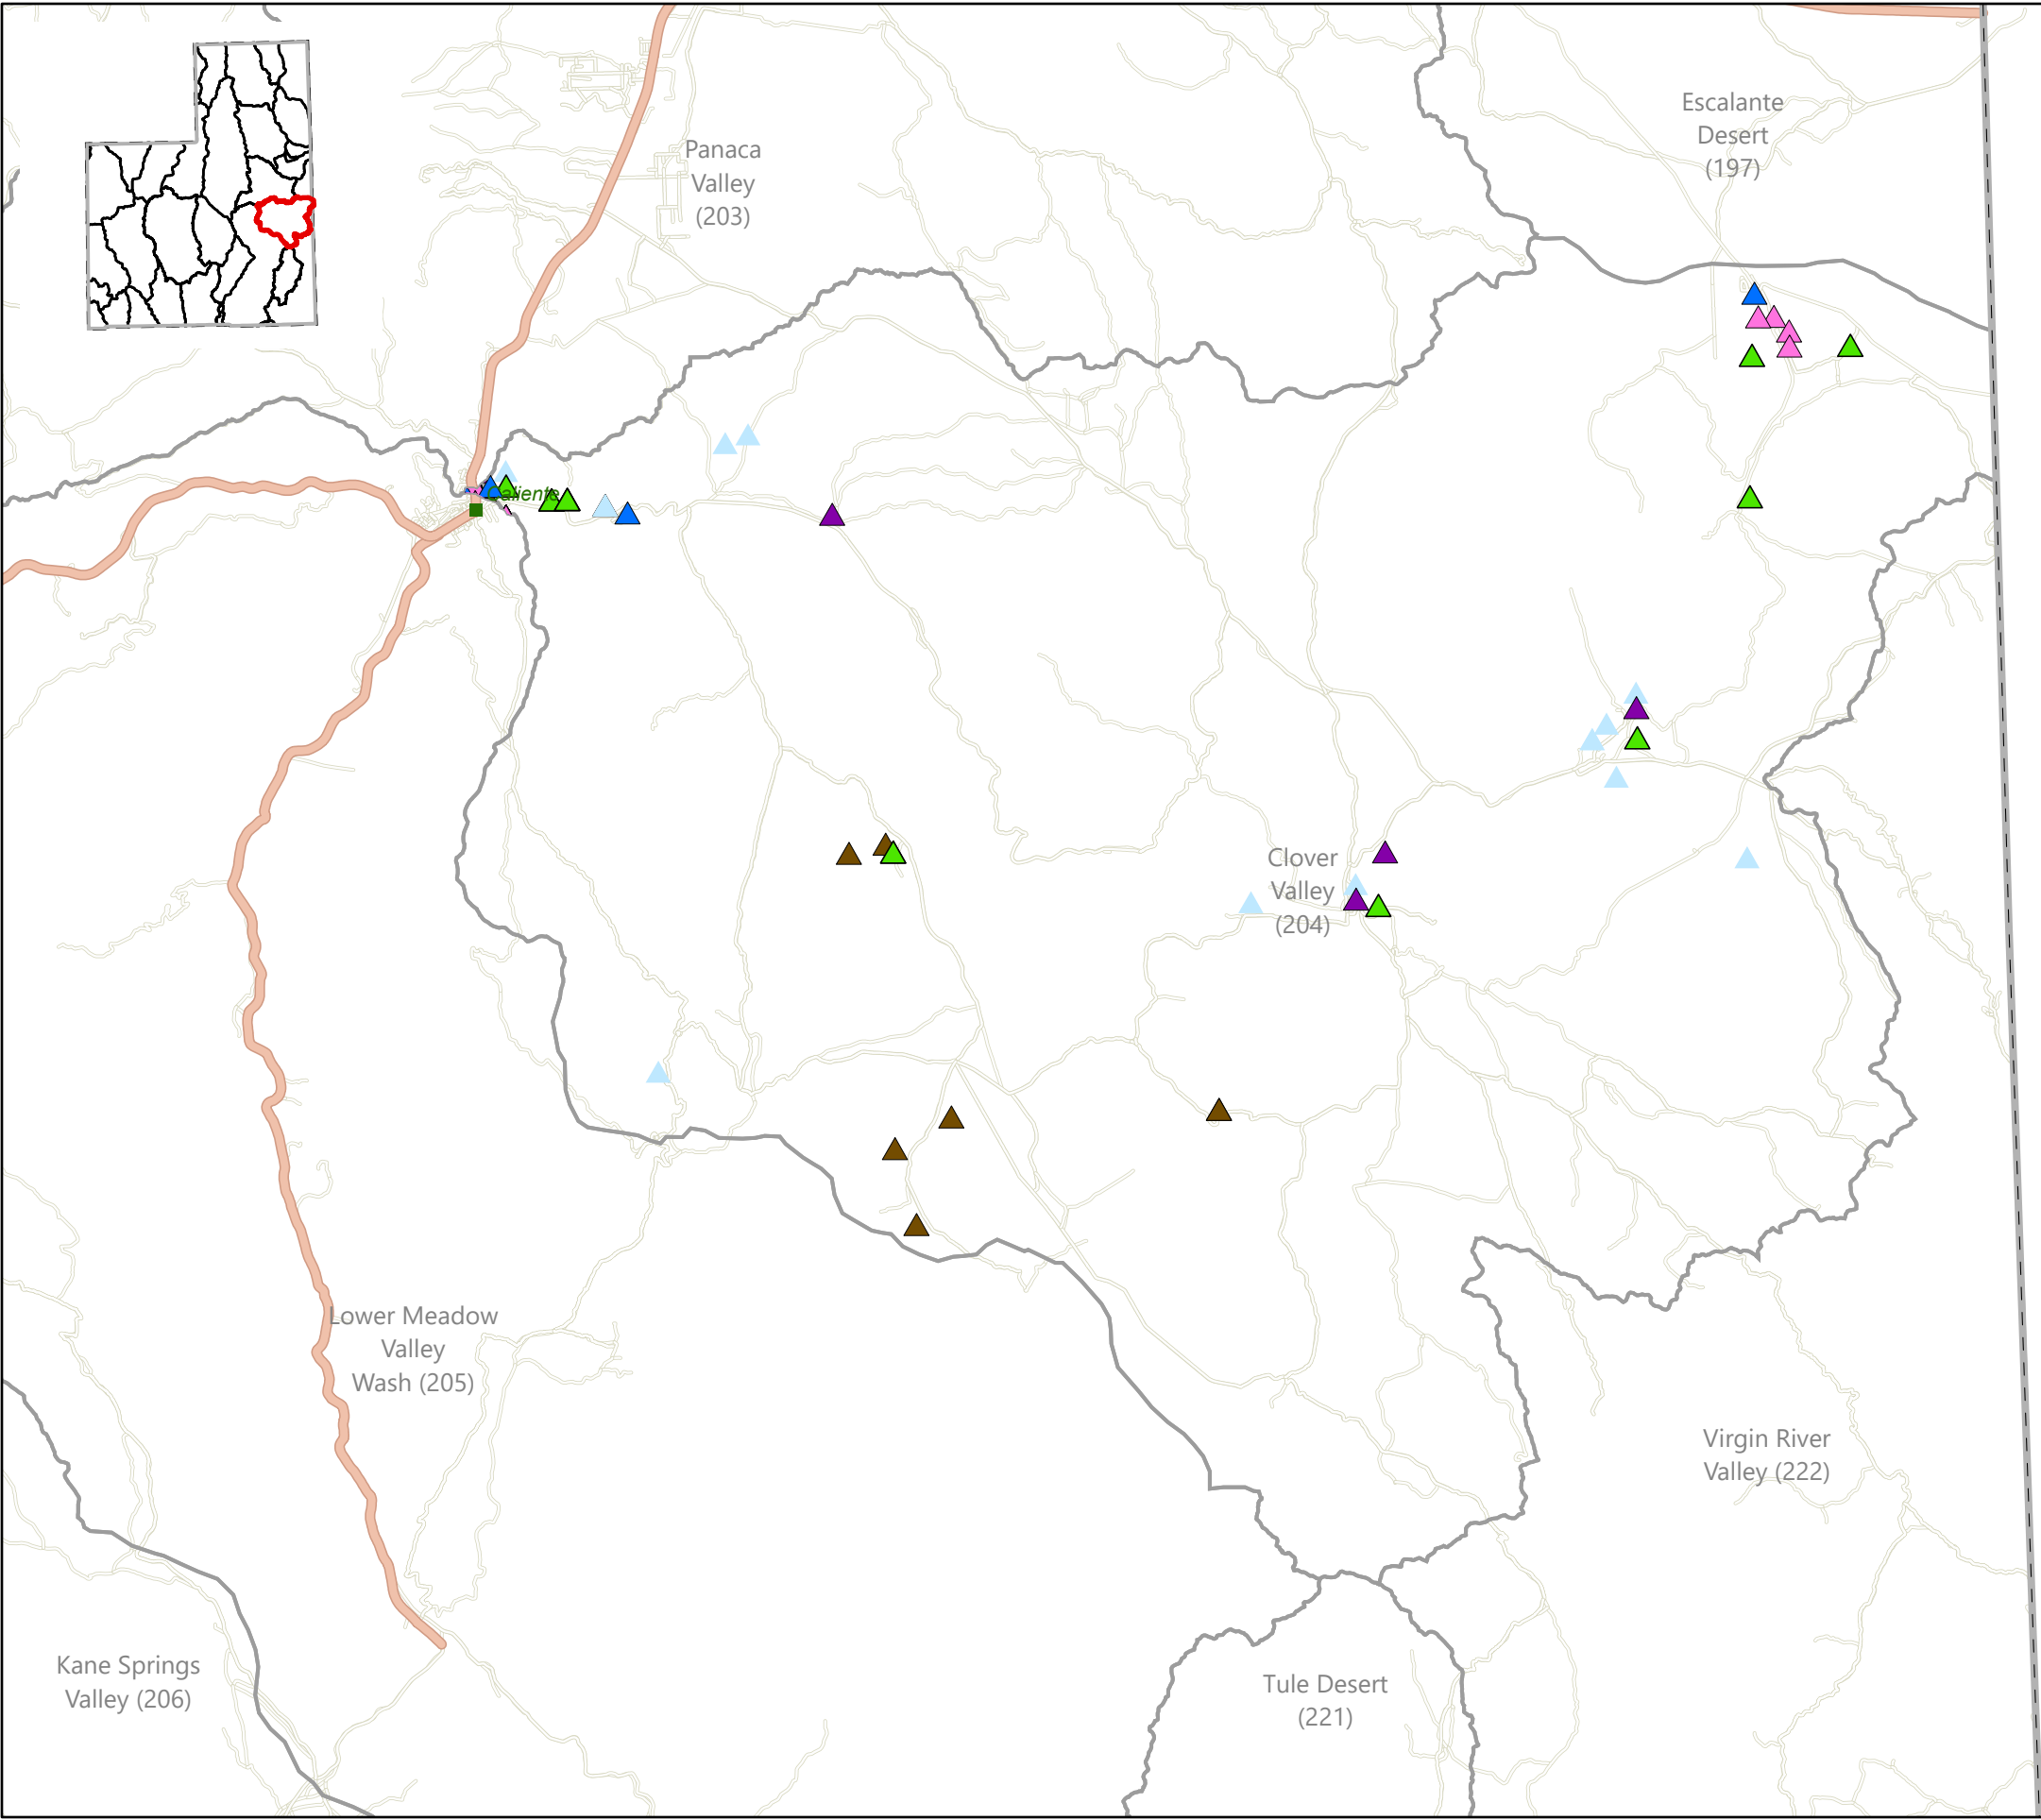 Escalante
Desert
(197)
Panaca
Valley
(203)
Caliente
Clover
Valley
(204)
Lower Meadow
Valley
Wash (205)
Virgin River
Valley (222)
Kane Springs
Valley (206)
Tule Desert
(221)